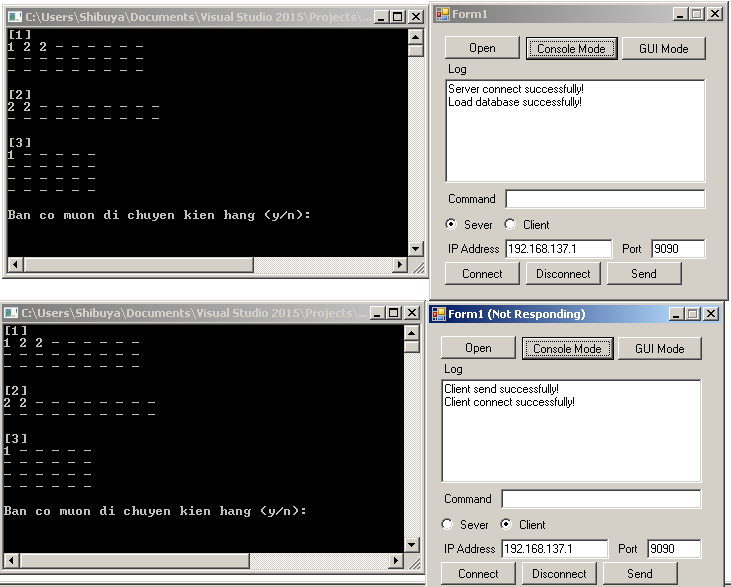 C:\Users\Shibuya\Documents\Visual Studio 2015\Projects\...
[1]
1 2 2 - - - - - -
- - - - - - - - -
- - - - - - - - -
[2]
2 2 - - - - - - - -
- - - - - - - - - -
[3]
1 - - - - -
- - - - - -
- - - - - -
- - - - - -
Ban co muon di chuyen kien hang (y/n):
Form1
Open
Console Mode
GUI Mode
Log
Server connect successfully!
Load database successfully!
Command
Sever
Client
IP Address
192.168.137.1
Port
9090
Connect
Disconnect
Send
C:\Users\Shibuya\Documents\Visual Studio 2015\Projects\...
[1]
1 2 2 - - - - - -
- - - - - - - - -
- - - - - - - - -
[2]
2 2 - - - - - - - -
- - - - - - - - - -
[3]
1 - - - - -
- - - - - -
- - - - - -
- - - - - -
Ban co muon di chuyen kien hang (y/n):
Form1 (Not Responding)
Open
Console Mode
GUI Mode
Log
Client send successfully!
Client connect successfully!
Command
Sever
Client
IP Address
192.168.137.1
Port
9090
Connect
Disconnect
Send